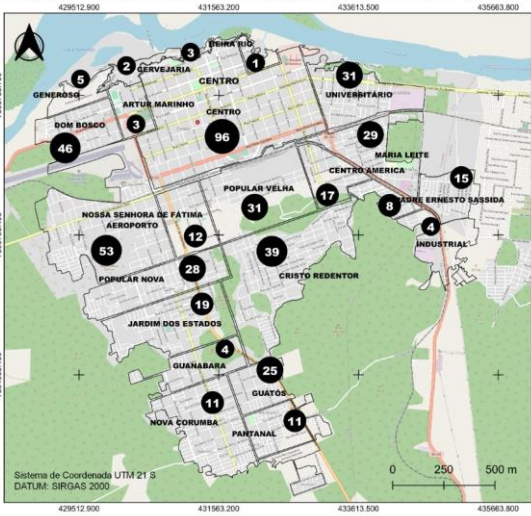 429512.900 431563.200 433613.500 435663.800
BEIRA RIO
3
1
2
CERVEJARIA
5
CENTRO
31
GENEROSO
UNIVERSITÁRIO
ARTUR MARINHO
CENTRO
3
DOM BOSCO
96
29
46
MARIA LEITE
CENTRO AMERICA
15
POPULAR VELHA
17
PADRE ERNESTO SASSIDA
8
31
NOSSA SENHORA DE FÁTIMA
4
AEROPORTO
12
INDUSTRIAL
53
39
28
CRISTO REDENTOR
POPULAR NOVA
19
JARDIM DOS ESTADOS
4
GUANABARA
25
GUATÓS
11
11
NOVA CORUMBA
PANTANAL
Sistema de Coordenada UTM 21 S
DATUM: SIRGAS 2000
0 250 500 m
429512.900 431563.200 433613.500 435663.800